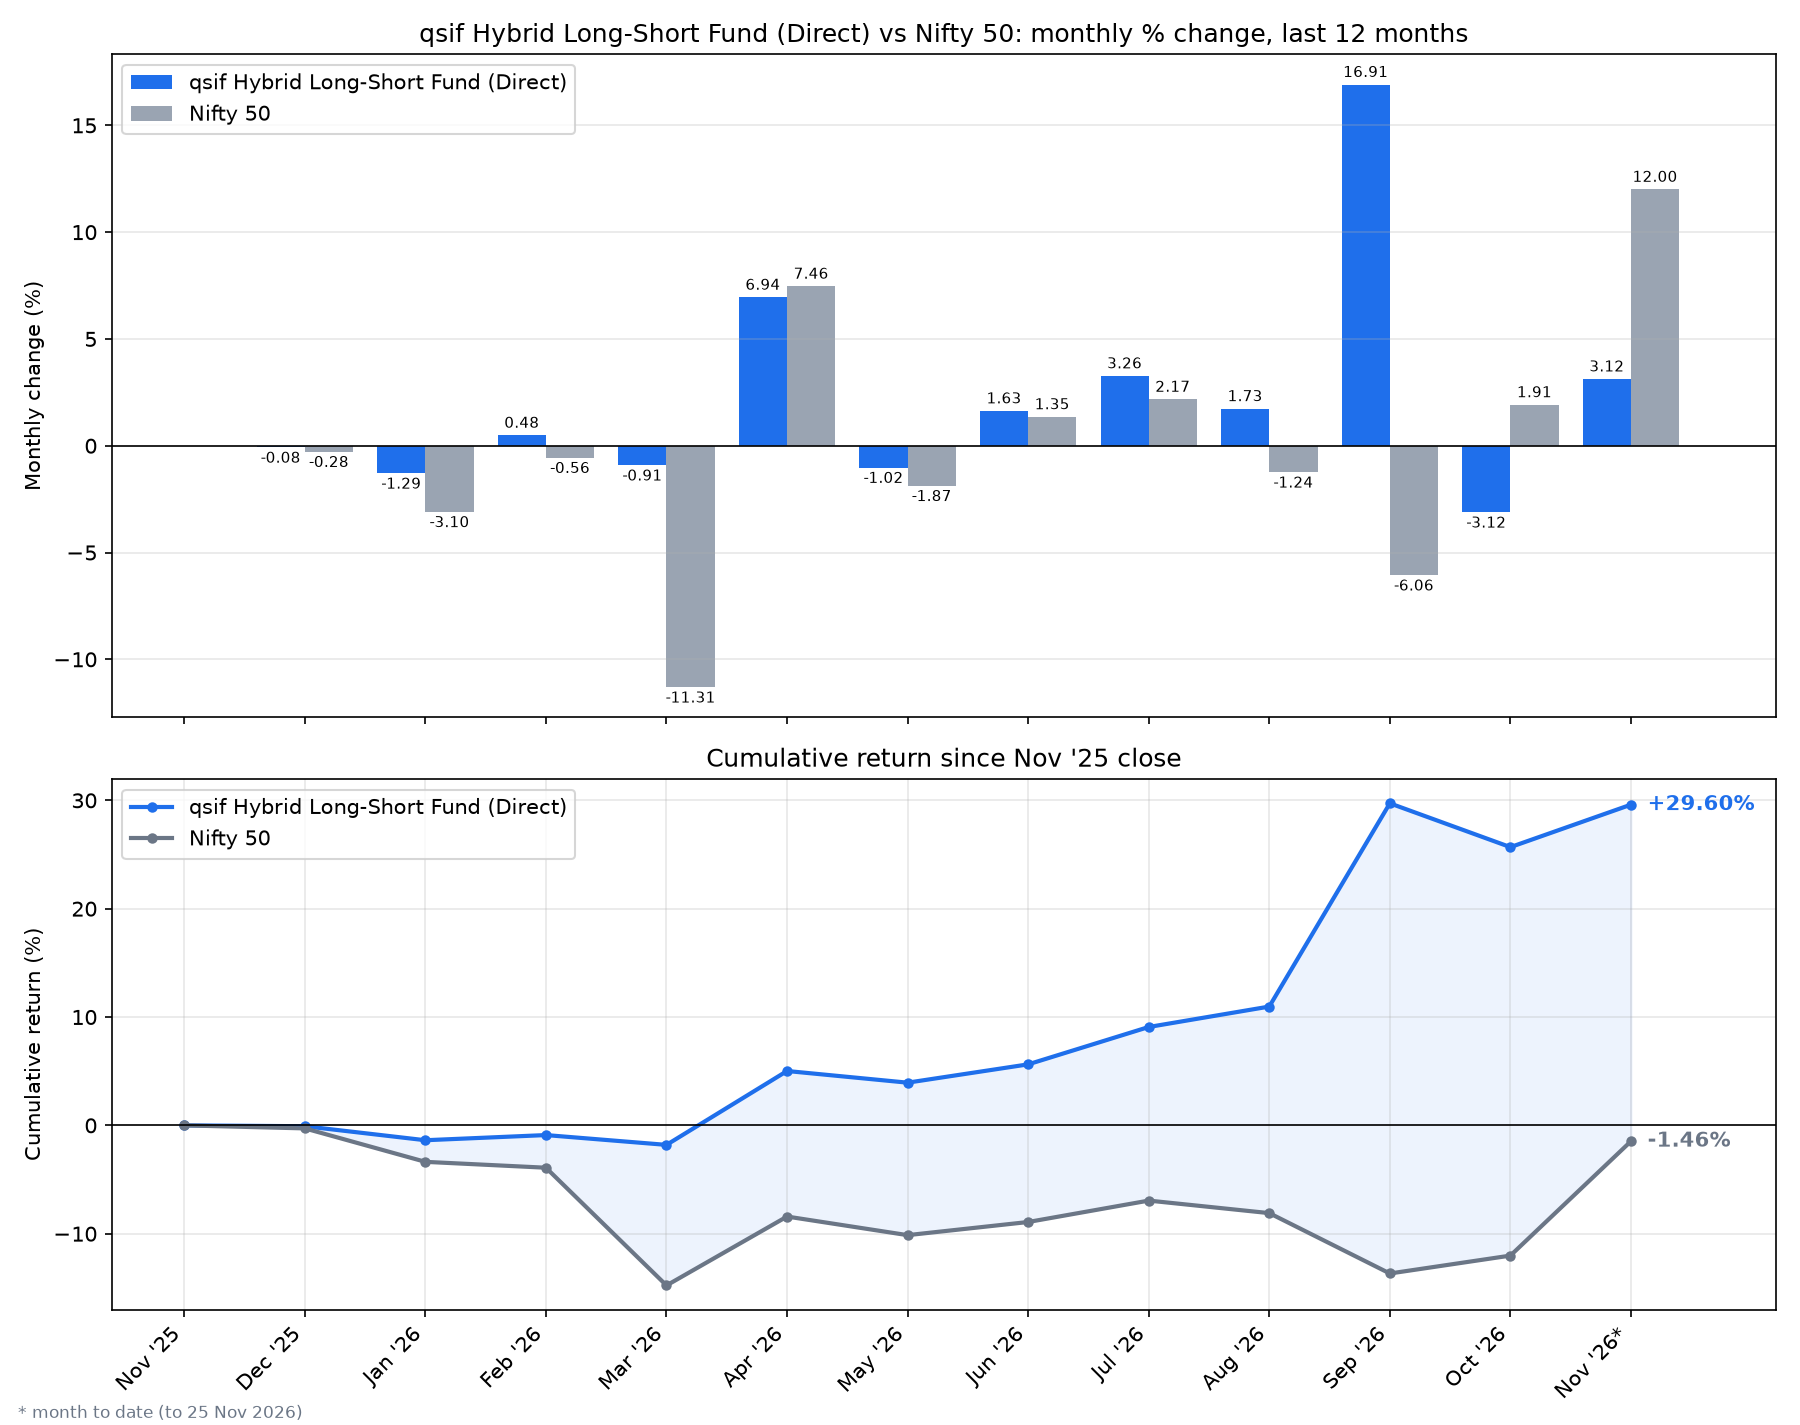 qsif Hybrid Long-Short Fund (Direct) vs Nifty 50: monthly % change, last 12 months
qsif Hybrid Long-Short Fund (Direct)
Nifty 50
Monthly change (%)
15
10
5
0
−5
−10
-0.08
-0.28
-1.29
-3.10
0.48
-0.56
-0.91
-11.31
6.94
7.46
-1.02
-1.87
1.63
1.35
3.26
2.17
1.73
-1.24
16.91
-6.06
-3.12
1.91
3.12
12.00
Cumulative return since Nov '25 close
qsif Hybrid Long-Short Fund (Direct)
Nifty 50
Cumulative return (%)
30
20
10
0
−10
+29.60%
-1.46%
Nov '25
Dec '25
Jan '26
Feb '26
Mar '26
Apr '26
May '26
Jun '26
Jul '26
Aug '26
Sep '26
Oct '26
Nov '26*
* month to date (to 25 Nov 2026)